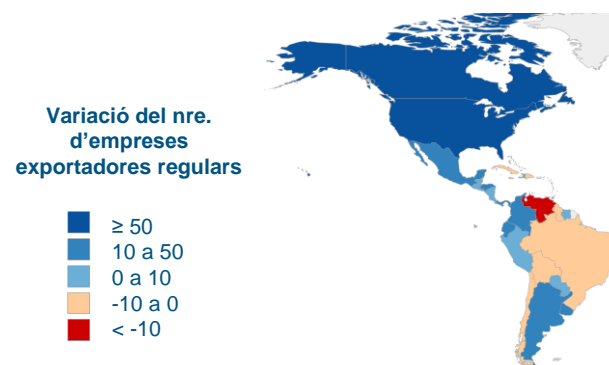 Variació del nre.
d'empreses
exportadores regulars
≥ 50
10 a 50
0 a 10
-10 a 0
< -10